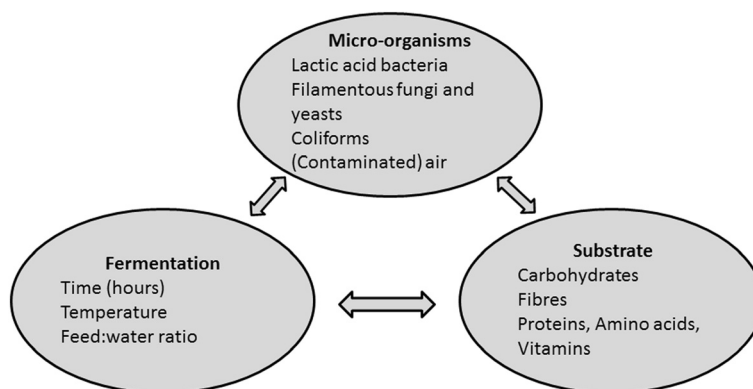 Micro-organisms
Lactic acid bacteria
Filamentous fungi and
yeasts
Coliforms
(Contaminated) air
Fermentation
Time (hours)
Temperature
Feed:water ratio
Substrate
Carbohydrates
Fibres
Proteins, Amino acids,
Vitamins